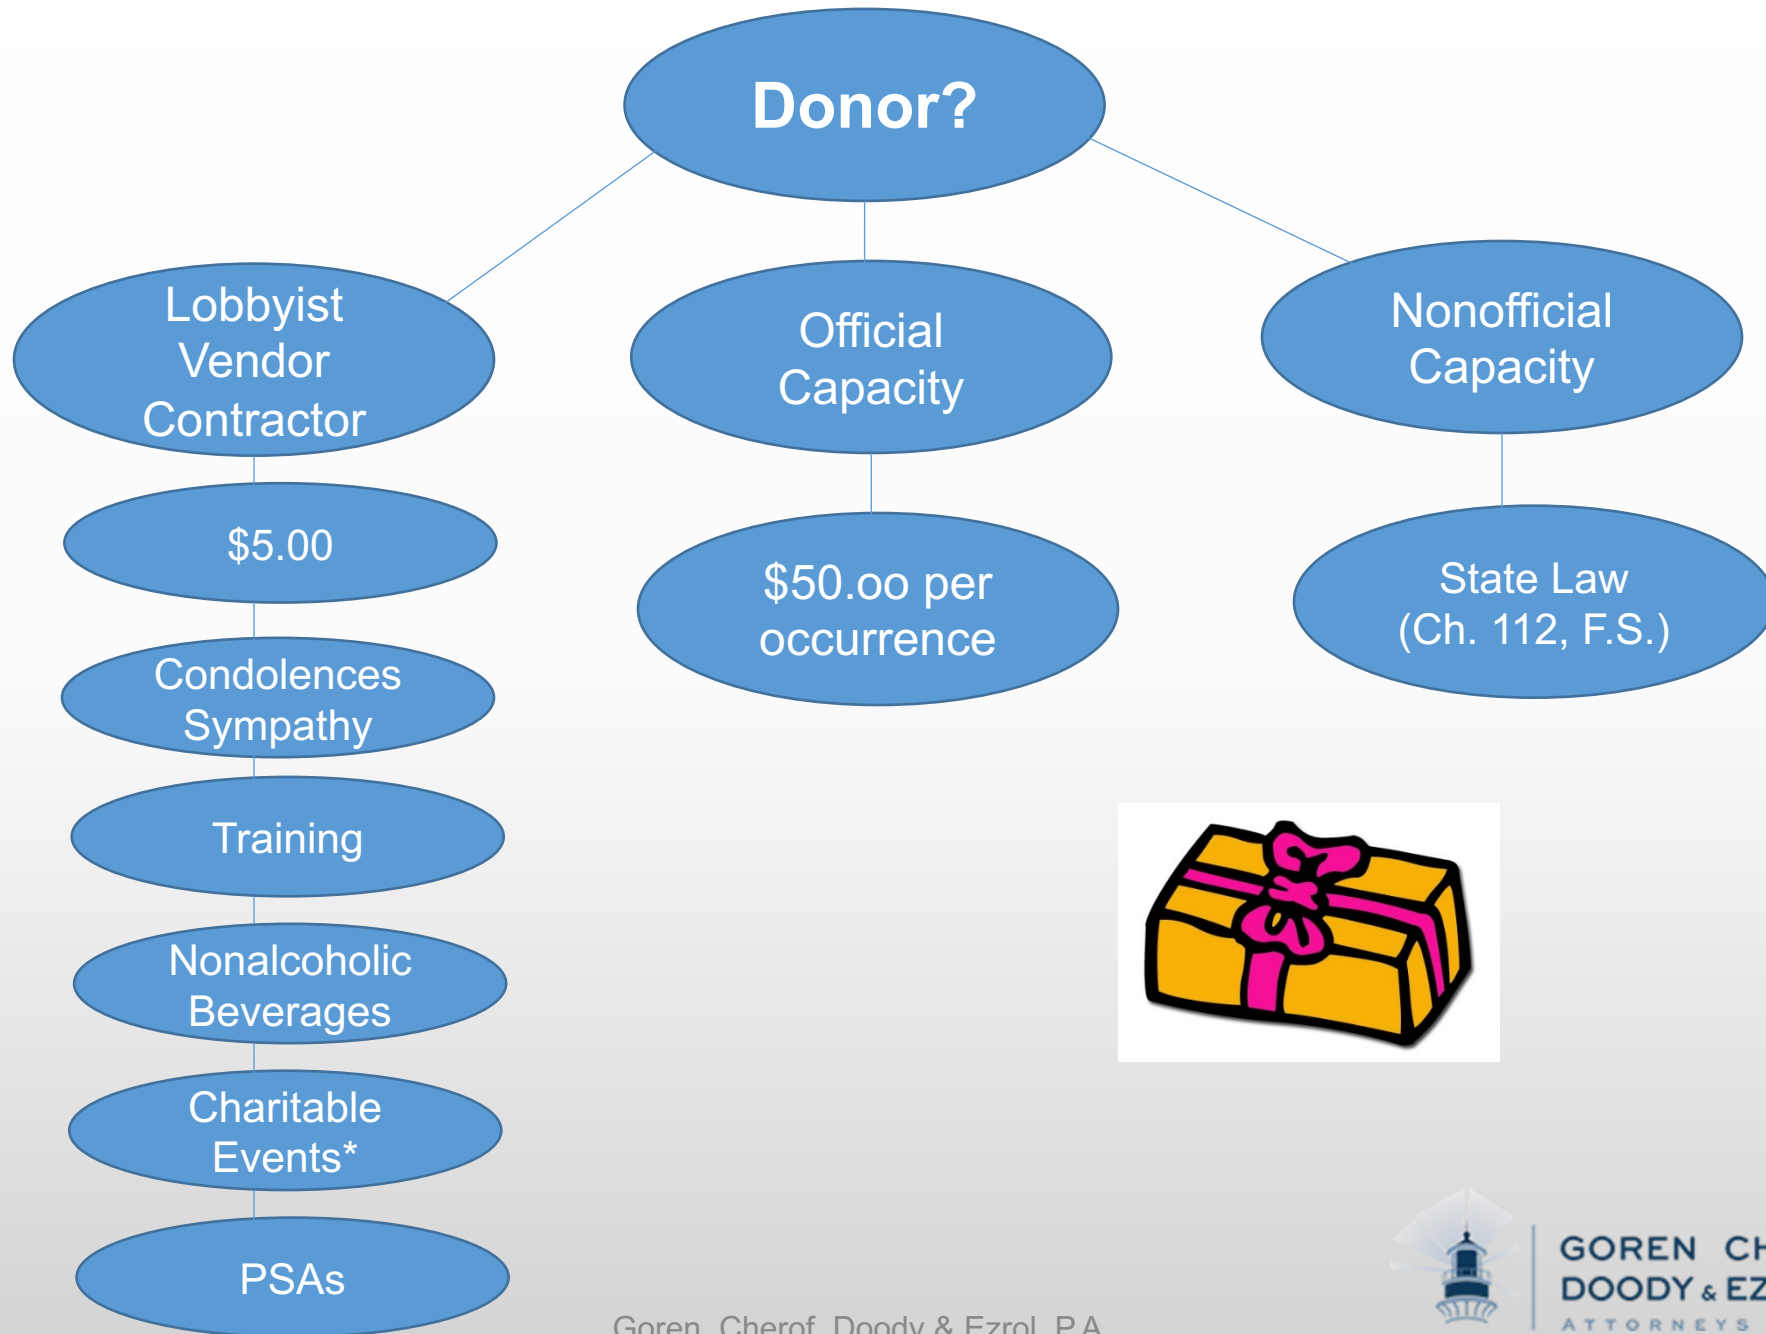 Donor?
Lobbyist
Vendor
Contractor
$5.00
Condolences
Sympathy
Training
Nonalcoholic
Beverages
Charitable
Events*
PSAs
Official
Capacity
$50.oo per
occurrence
Nonofficial
Capacity
State Law
(Ch. 112, F.S.)
Goren, Cherof, Doody & Ezrol, P.A.
GOREN CH
DOODY & EZ
ATTORNEYS